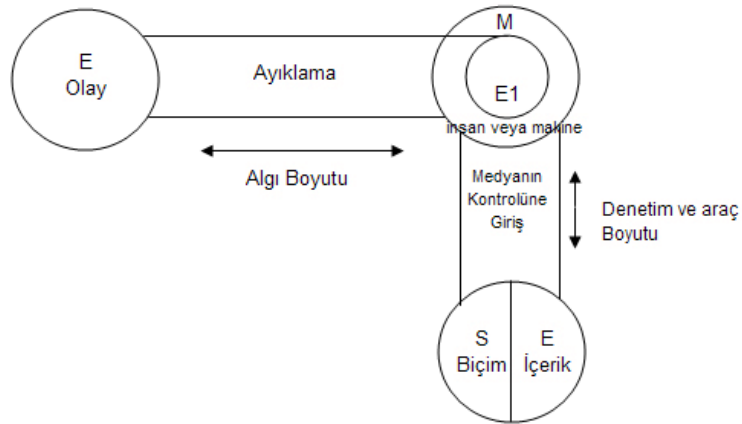 E
Olay
Ayıklama
Algı Boyutu
M
E1
insan veya makine
Medyanın
Kontrolüne
Giriş
Denetim ve araç
Boyutu
S
Biçim
E
İçerik